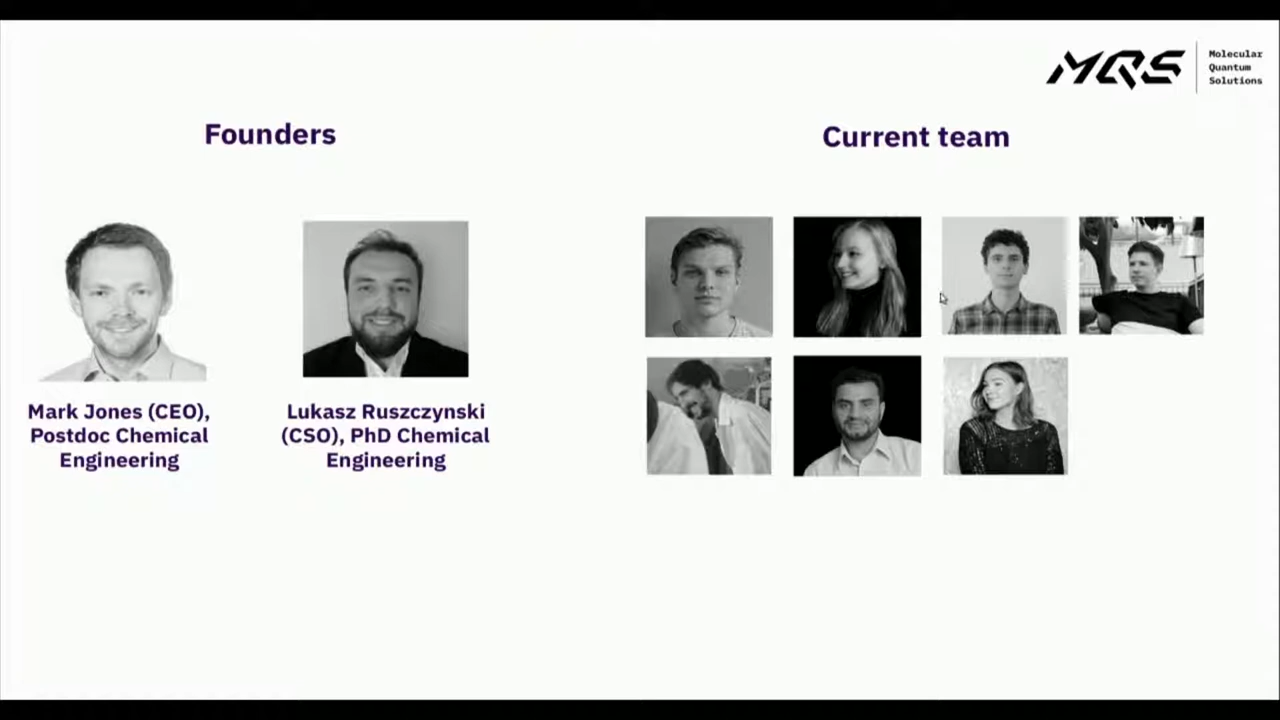 MQS
Molecular
Quantum
Solutions
Founders
Current team
Mark Jones (CEO),
Postdoc Chemical
Engineering
Lukasz Ruszczynski
(CSO), PhD Chemical
Engineering